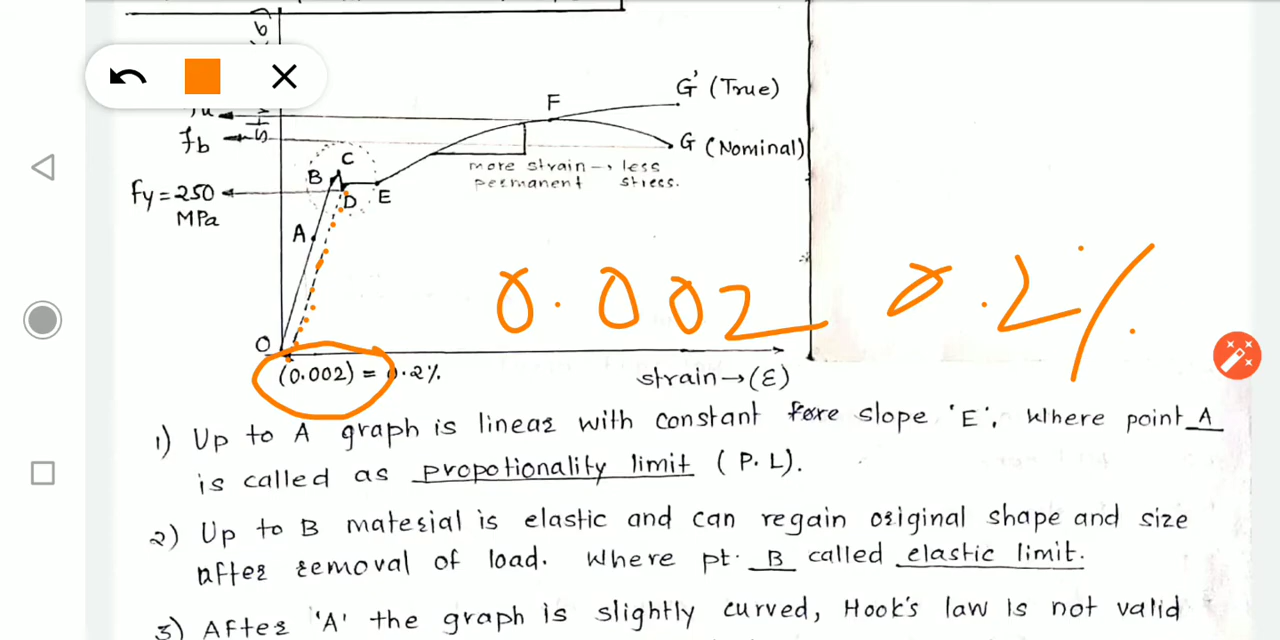 σ)
G' (True)
F
fb
G (Nominal)
C
B
more strain → less
permanent stress.
fy = 250
MPa
D
E
A
0.002 0.2%
O
(0.002) = 0.2%
strain → (Ɛ)
1) Up to A graph is linear with constant fore slope 'E', Where point A
is called as propotionality limit ( P. L).
2) Up to B material is elastic and can regain original shape and size
after removal of load. Where pt. B called elastic limit.
3) After 'A' the graph is slightly curved, Hook's law is not valid